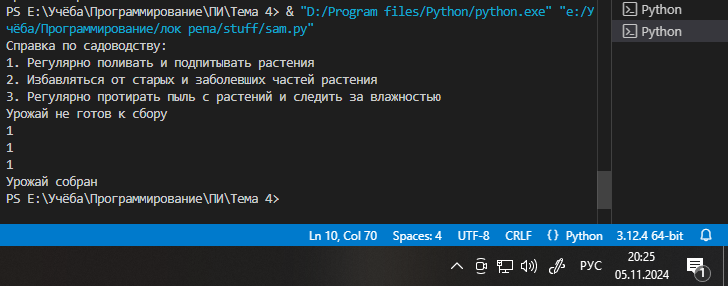 PS E:\Учёба\Программирование\ПИ\Тема 4> & "D:/Program files/Python/python.exe" "e:/У
чёба/Программирование/лок репа/stuff/sam.py"
Справка по садоводству:
1. Регулярно поливать и подпитывать растения
2. Избавляться от старых и заболевших частей растения
3. Регулярно протирать пыль с растений и следить за влажностью
Урожай не готов к сбору
1
1
1
Урожай собран
PS E:\Учёба\Программирование\ПИ\Тема 4>
Python
Python
Ln 10, Col 70 Spaces: 4 UTF-8 CRLF {} Python 3.12.4 64-bit
РУС 20:25
05.11.2024
1